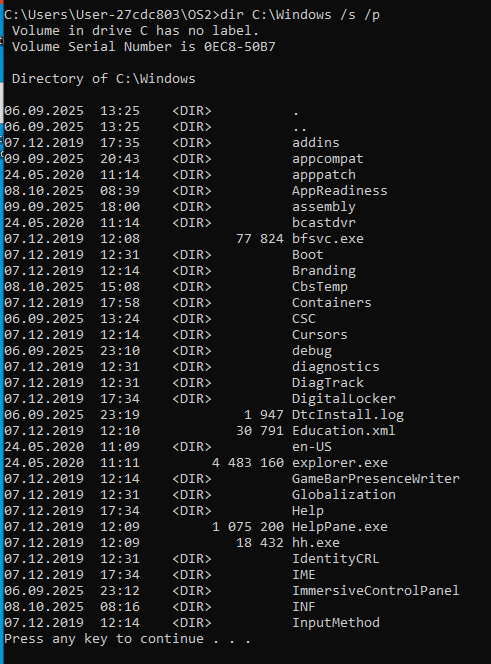 C:\Users\User-27cdc803\OS2>dir C:\Windows /s /p
 Volume in drive C has no label.
 Volume Serial Number is 0EC8-50B7

 Directory of C:\Windows

06.09.2025  13:25    <DIR>          .
06.09.2025  13:25    <DIR>          ..
07.12.2019  17:35    <DIR>          addins
09.09.2025  20:43    <DIR>          appcompat
24.05.2020  11:14    <DIR>          apppatch
08.10.2025  08:39    <DIR>          AppReadiness
09.09.2025  18:00    <DIR>          assembly
24.05.2020  11:14    <DIR>          bcastdvr
07.12.2019  12:08            77 824 bfsvc.exe
07.12.2019  12:31    <DIR>          Boot
07.12.2019  12:14    <DIR>          Branding
08.10.2025  15:08    <DIR>          CbsTemp
07.12.2019  17:58    <DIR>          Containers
06.09.2025  13:24    <DIR>          CSC
07.12.2019  12:14    <DIR>          Cursors
06.09.2025  23:10    <DIR>          debug
07.12.2019  12:31    <DIR>          diagnostics
07.12.2019  12:31    <DIR>          DiagTrack
07.12.2019  17:34    <DIR>          DigitalLocker
06.09.2025  23:19             1 947 DtcInstall.log
07.12.2019  12:10            30 791 Education.xml
24.05.2020  11:09    <DIR>          en-US
24.05.2020  11:11         4 483 160 explorer.exe
07.12.2019  12:14    <DIR>          GameBarPresenceWriter
07.12.2019  12:31    <DIR>          Globalization
07.12.2019  17:34    <DIR>          Help
07.12.2019  12:09         1 075 200 HelpPane.exe
07.12.2019  12:09            18 432 hh.exe
07.12.2019  12:31    <DIR>          IdentityCRL
07.12.2019  17:34    <DIR>          IME
06.09.2025  23:12    <DIR>          ImmersiveControlPanel
08.10.2025  08:16    <DIR>          INF
07.12.2019  12:14    <DIR>          InputMethod
Press any key to continue . . .